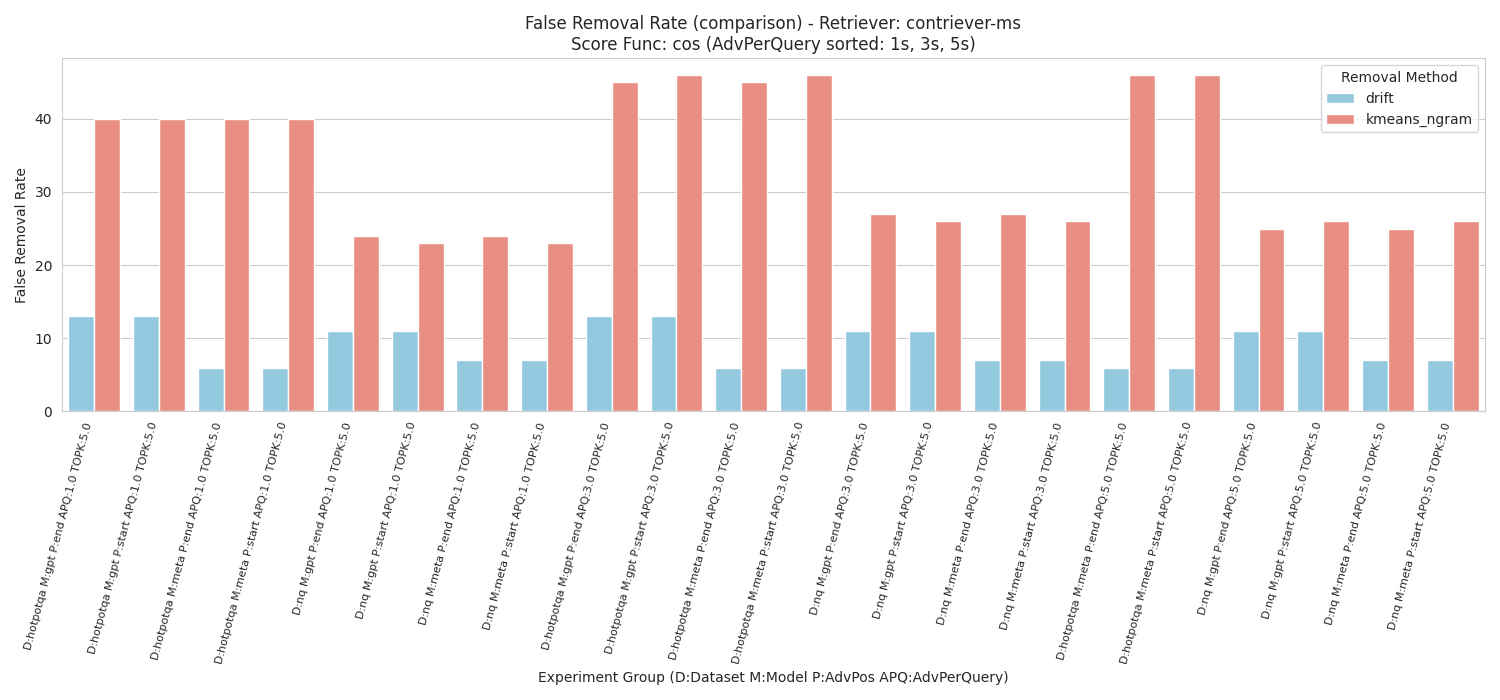 False Removal Rate (comparison) - Retriever: contriever-ms
Score Func: cos (AdvPerQuery sorted: 1s, 3s, 5s)
Removal Method
drift
kmeans_ngram
False Removal Rate
40
30
20
10
0
D:hotpotqa M:gpt P:end APQ:1.0 TOPK:5.0
D:hotpotqa M:gpt P:start APQ:1.0 TOPK:5.0
D:hotpotqa M:meta P:end APQ:1.0 TOPK:5.0
D:hotpotqa M:meta P:start APQ:1.0 TOPK:5.0
D:nq M:gpt P:end APQ:1.0 TOPK:5.0
D:nq M:gpt P:start APQ:1.0 TOPK:5.0
D:nq M:meta P:end APQ:1.0 TOPK:5.0
D:nq M:meta P:start APQ:1.0 TOPK:5.0
D:hotpotqa M:gpt P:end APQ:3.0 TOPK:5.0
D:hotpotqa M:gpt P:start APQ:3.0 TOPK:5.0
D:hotpotqa M:meta P:end APQ:3.0 TOPK:5.0
D:hotpotqa M:meta P:start APQ:3.0 TOPK:5.0
D:nq M:gpt P:end APQ:3.0 TOPK:5.0
D:nq M:gpt P:start APQ:3.0 TOPK:5.0
D:nq M:meta P:end APQ:3.0 TOPK:5.0
D:nq M:meta P:start APQ:3.0 TOPK:5.0
D:hotpotqa M:meta P:end APQ:5.0 TOPK:5.0
D:hotpotqa M:meta P:start APQ:5.0 TOPK:5.0
D:nq M:gpt P:end APQ:5.0 TOPK:5.0
D:nq M:gpt P:start APQ:5.0 TOPK:5.0
D:nq M:meta P:end APQ:5.0 TOPK:5.0
D:nq M:meta P:start APQ:5.0 TOPK:5.0
Experiment Group (D:Dataset M:Model P:AdvPos APQ:AdvPerQuery)